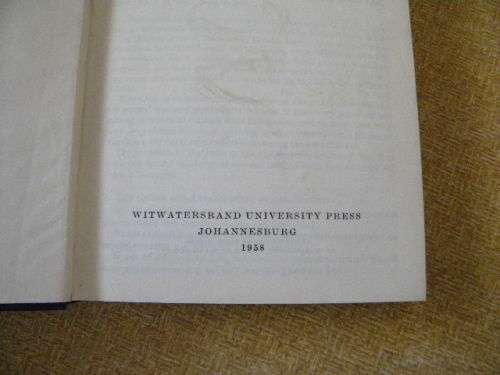 WITWATERSRAND UNIVERSITY PRESS
JOHANNESBURG
1958